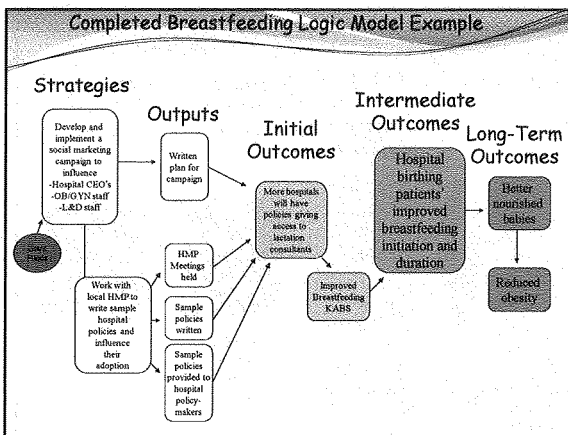 Completed Breastfeeding Logic Model Example
Strategies
Develop and
implement a
social marketing
campaign to
influence
-Hospital CEO's
-OB/GYN staff
-L&D staff
Work with
local HMP to
write sample
hospital policies
and influence
their
adoption
Outputs
Written
plan for
campaign
HMP
Meetings
held
Sample
policies
written
Sample
policies
provided to
hospital
policy-
makers
Initial
Outcomes
More hospitals
will have
policies giving
access to
lactation
consultants
Improved
Breastfeeding
KABS
Intermediate
Outcomes
Hospital
birthing
patients'
improved
breastfeeding
initiation and
duration
Long-Term
Outcomes
Better
nourished
babies
Reduced
obesity